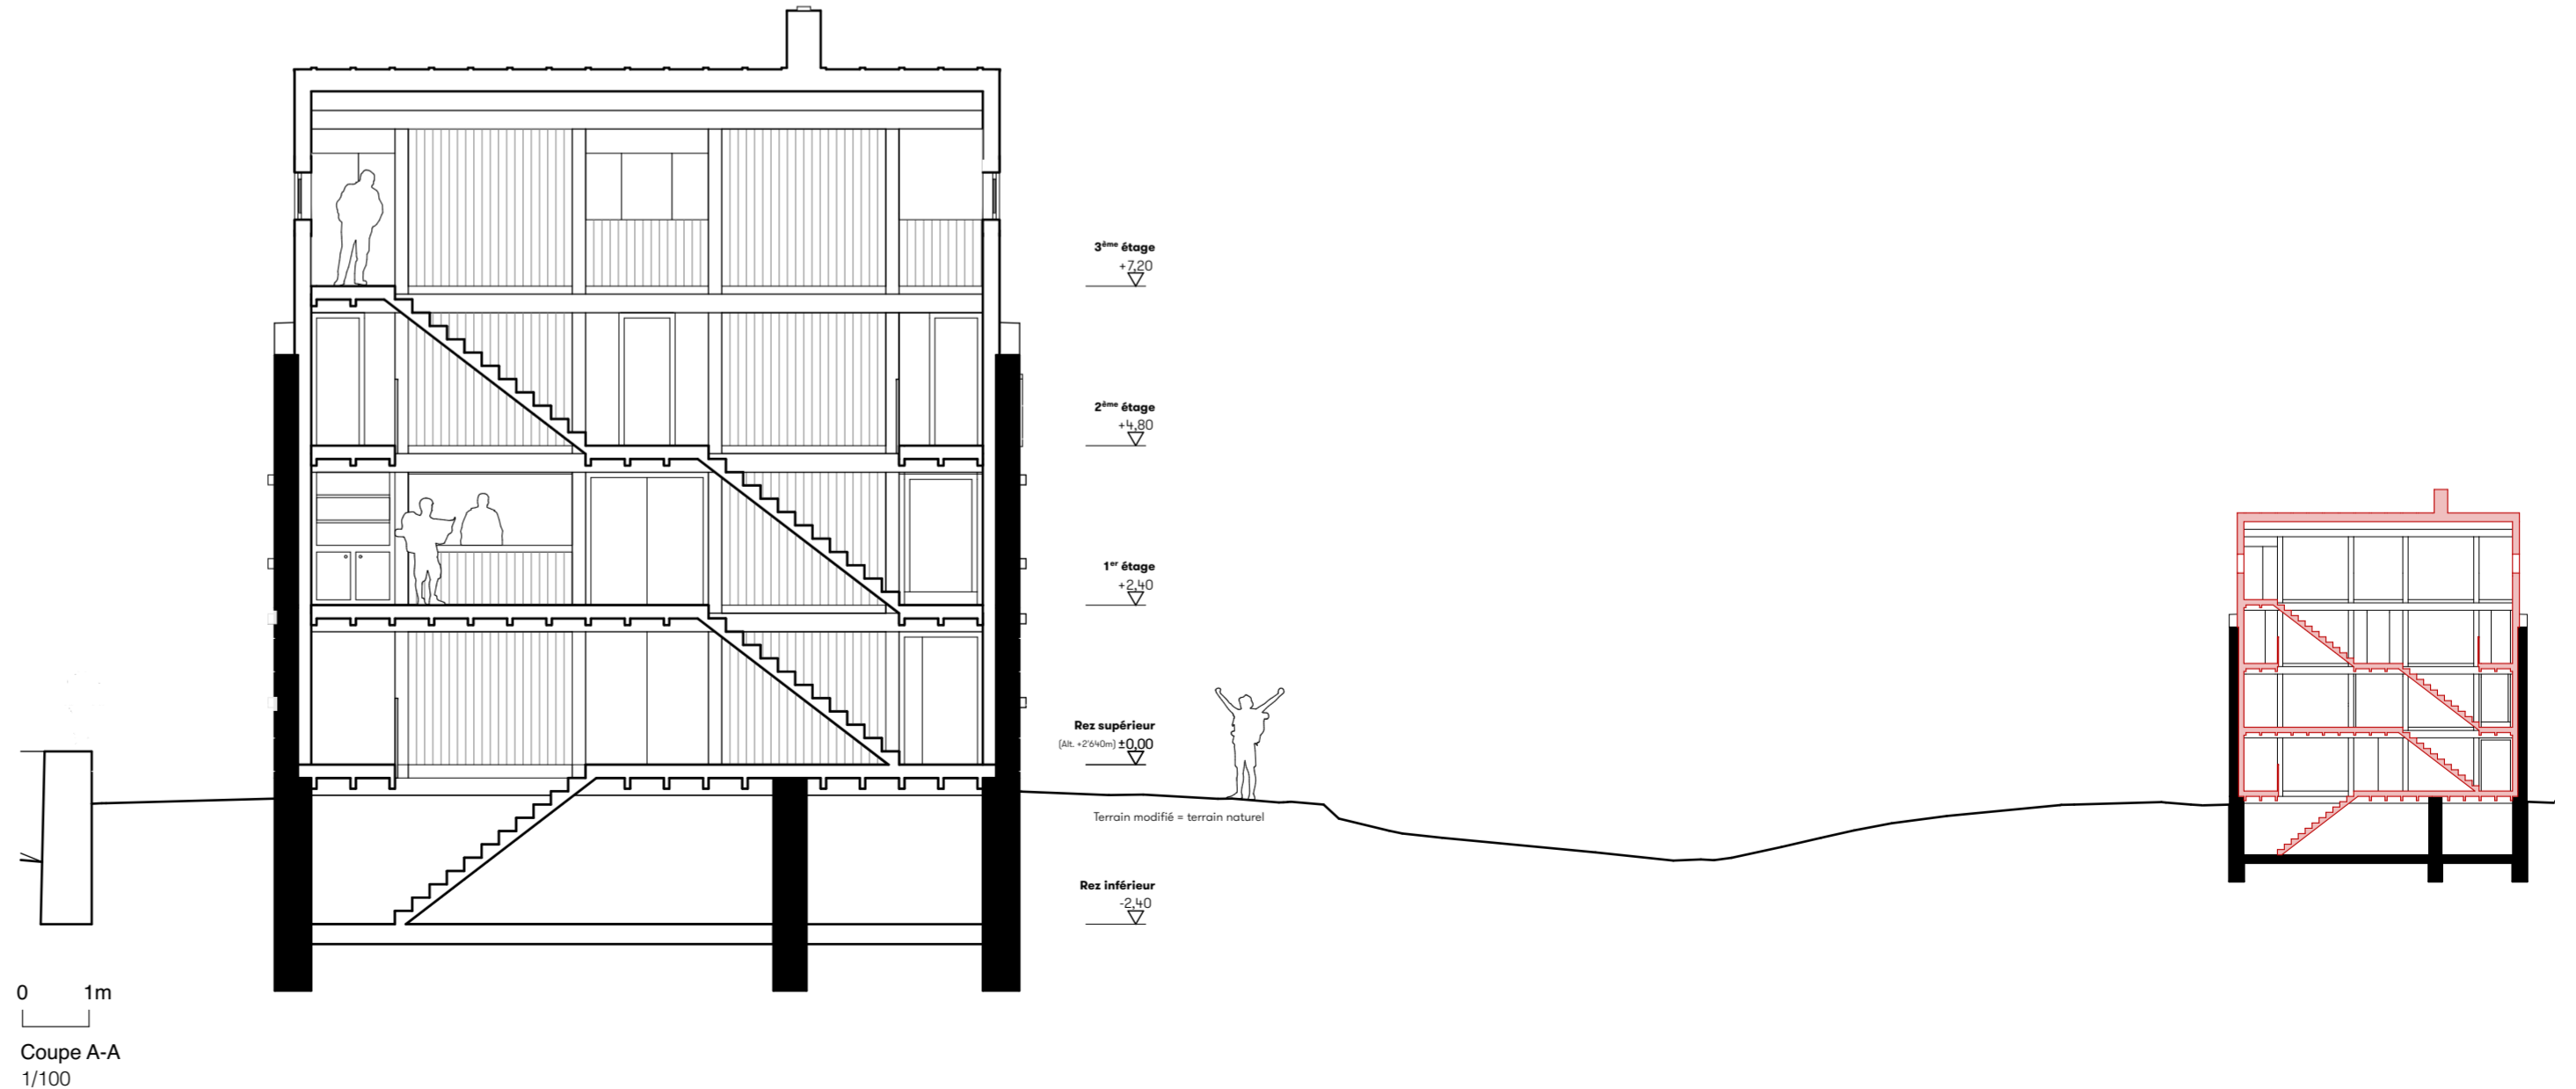 3ème étage
+7,20
2ème étage
+4,80
1er étage
+2,40
Rez supérieur
(Alt. +2'640m) ±0,00
Terrain modifié = terrain naturel
Rez inférieur
-2,40
0 1m
Coupe A-A
1/100